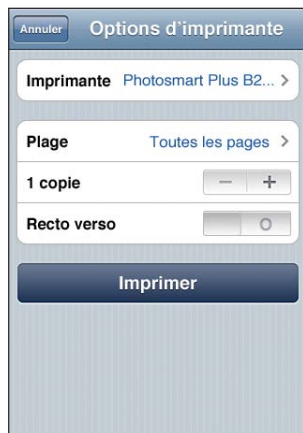 Annuler Options d'imprimante
Imprimante Photosmart Plus B2... >
Plage Toutes les pages >
1 copie − +
Recto verso O
Imprimer